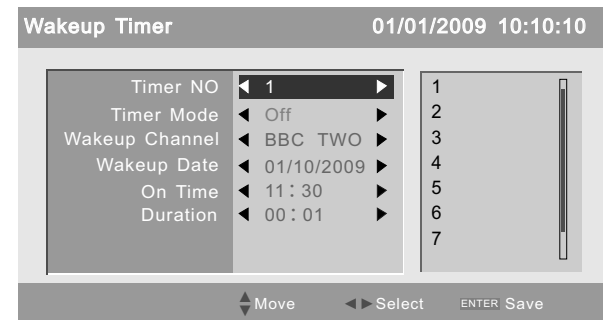 Wakeup Timer 01/01/2009 10:10:10
Timer NO 1
Timer Mode Off
Wakeup Channel BBC TWO
Wakeup Date 01/10/2009
On Time 11:30
Duration 00:01
1
2
3
4
5
6
7
Move Select ENTER Save